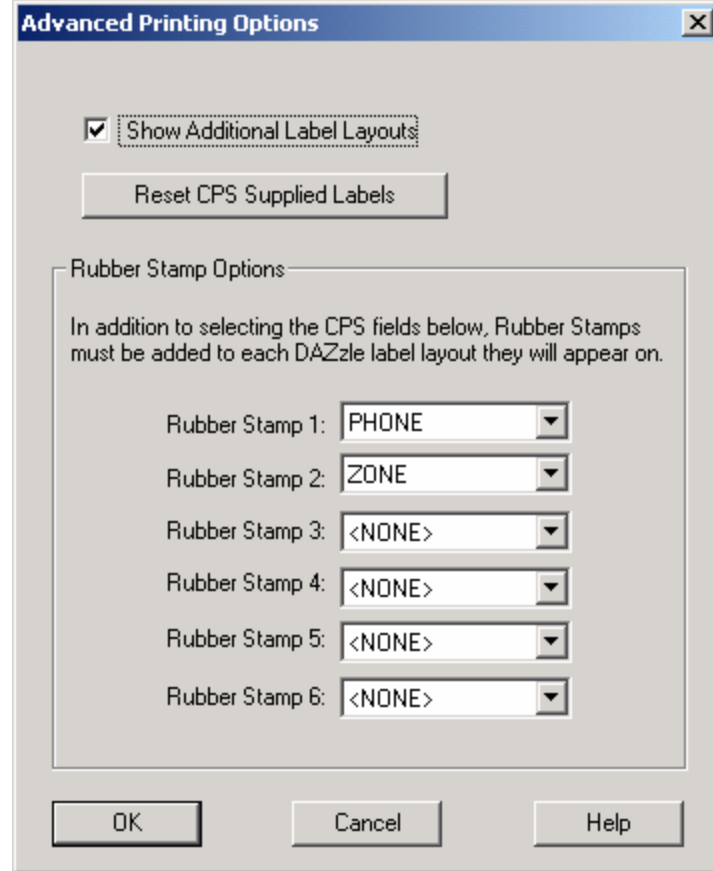 Advanced Printing Options
Show Additional Label Layouts
Reset CPS Supplied Labels
Rubber Stamp Options
In addition to selecting the CPS fields below, Rubber Stamps
must be added to each DAZzle label layout they will appear on.
Rubber Stamp 1: PHONE
Rubber Stamp 2: ZONE
Rubber Stamp 3: <NONE>
Rubber Stamp 4: <NONE>
Rubber Stamp 5: <NONE>
Rubber Stamp 6: <NONE>
OK Cancel Help